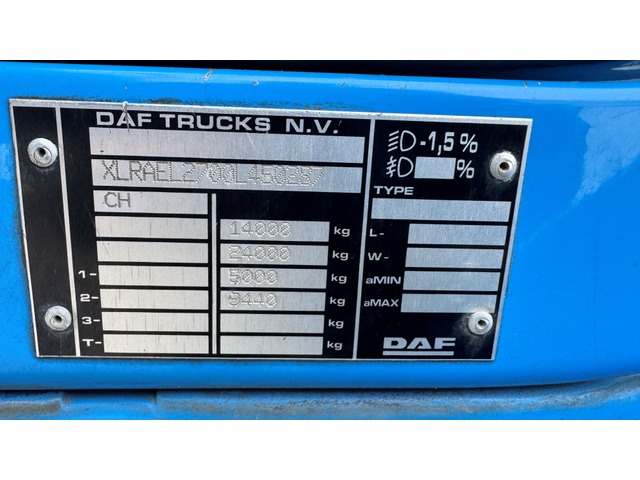 DAF TRUCKS N.V.
XLRAEL2700L450287
CH
14000 kg
24000 kg
1- 5000 kg
2- 9440 kg
3- kg
T- kg
-1,5%
%
TYPE
L-
W-
aMIN
aMAX
DAF